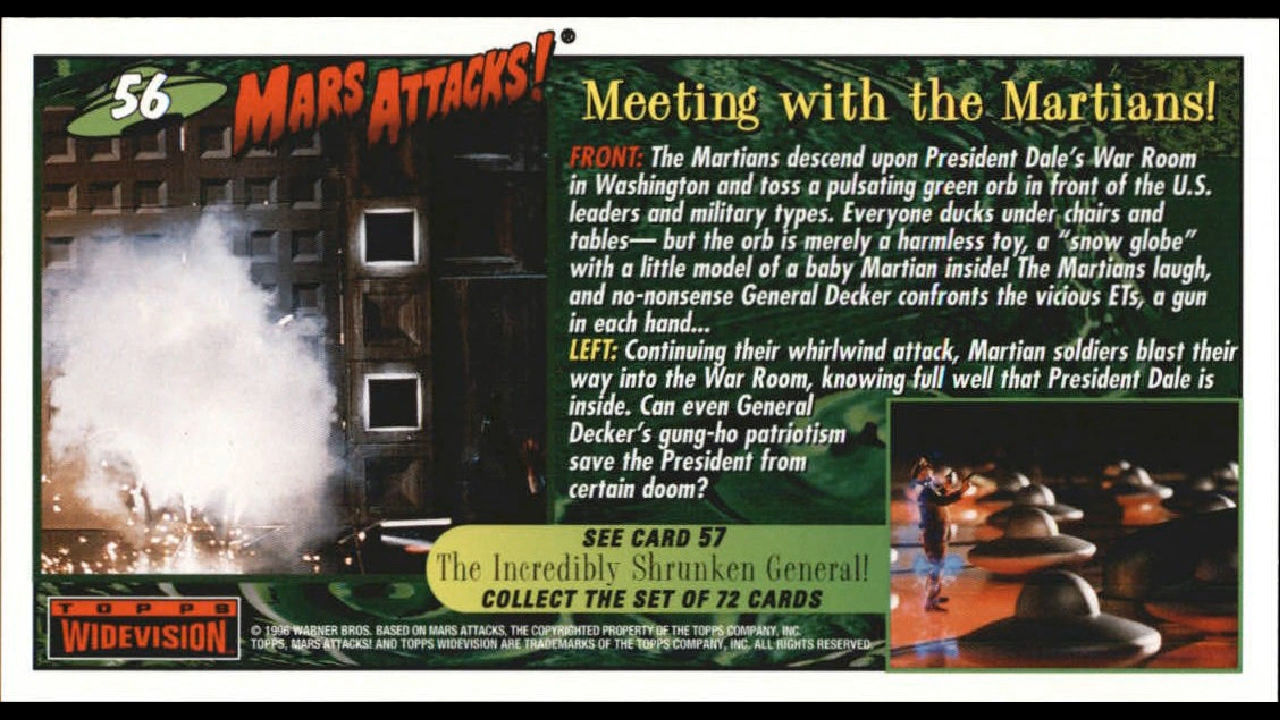 56
MARS ATTACKS!®
Meeting with the Martians!
FRONT: The Martians descend upon President Dale's War Room
in Washington and toss a pulsating green orb in front of the U.S.
leaders and military types. Everyone ducks under chairs and
tables— but the orb is merely a harmless toy, a "snow globe"
with a little model of a baby Martian inside! The Martians laugh,
and no-nonsense General Decker confronts the vicious ETs, a gun
in each hand...
LEFT: Continuing their whirlwind attack, Martian soldiers blast their
way into the War Room, knowing full well that President Dale is
inside. Can even General
Decker's gung-ho patriotism
save the President from
certain doom?
SEE CARD 57
The Incredibly Shrunken General!
COLLECT THE SET OF 72 CARDS
TOPPS
WIDEVISION
© 1996 WARNER BROS. BASED ON MARS ATTACKS, THE COPYRIGHTED PROPERTY OF THE TOPPS COMPANY, INC.
TOPPS, MARS ATTACKS! AND TOPPS WIDEVISION ARE TRADEMARKS OF THE TOPPS COMPANY, INC. ALL RIGHTS RESERVED.